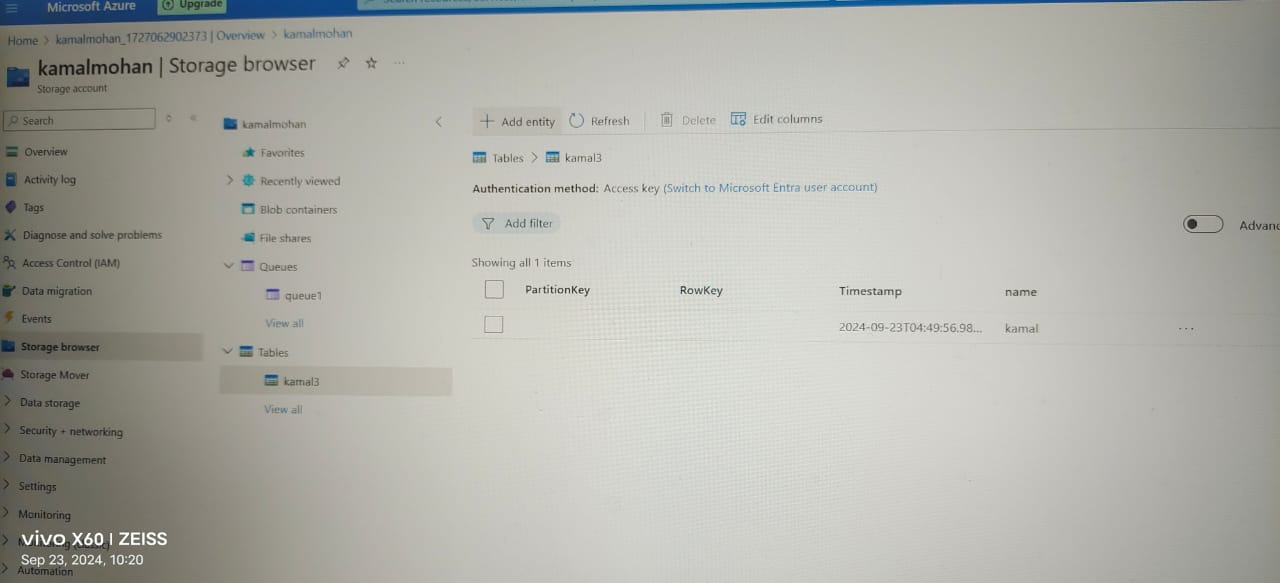 Microsoft Azure
Upgrade
Home > kamalmohan_1727062902373 | Overview > kamalmohan
kamalmohan | Storage browser
Storage account
Search
Overview
Activity log
Tags
Diagnose and solve problems
Access Control (IAM)
Data migration
Events
Storage browser
Storage Mover
Data storage
Security + networking
Data management
Settings
Monitoring
Automation
kamalmohan
Favorites
Recently viewed
Blob containers
File shares
Queues
queue1
View all
Tables
kamal3
View all
Add entity Refresh Delete Edit columns
Tables > kamal3
Authentication method: Access key (Switch to Microsoft Entra user account)
Add filter
Advanc
Showing all 1 items
PartitionKey RowKey Timestamp name
2024-09-23T04:49:56.98... kamal ...
vivo X60 | ZEISS
Sep 23, 2024, 10:20